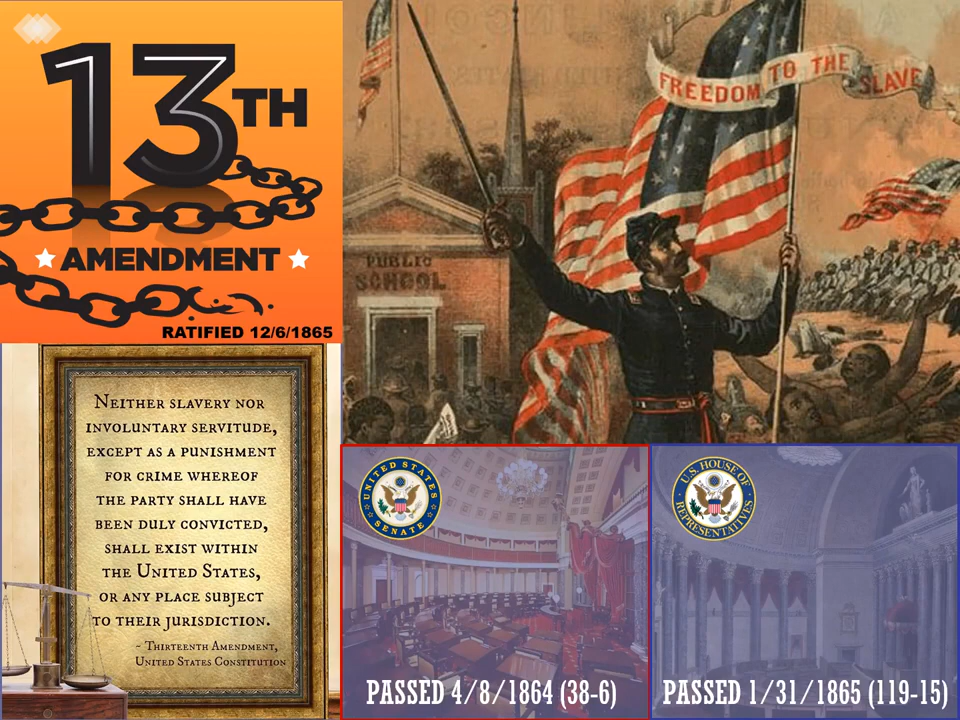 13TH
AMENDMENT
RATIFIED 12/6/1865
FREEDOM TO THE SLAVE
PUBLIC
SCHOOL
NEITHER SLAVERY NOR
INVOLUNTARY SERVITUDE,
EXCEPT AS A PUNISHMENT
FOR CRIME WHEREOF
THE PARTY SHALL HAVE
BEEN DULY CONVICTED,
SHALL EXIST WITHIN
THE UNITED STATES,
OR ANY PLACE SUBJECT
TO THEIR JURISDICTION.
~ THIRTEENTH AMENDMENT,
UNITED STATES CONSTITUTION
UNITED STATES
SENATE
PASSED 4/8/1864 (38-6)
U.S. HOUSE OF
REPRESENTATIVES
PASSED 1/31/1865 (119-15)